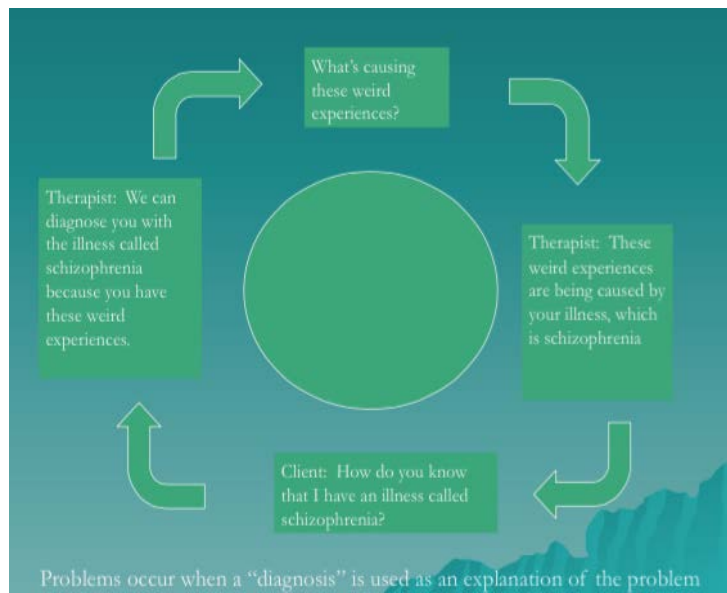 What's causing
these weird
experiences?
Therapist: These
weird experiences
are being caused by
your illness, which
is schizophrenia
Client: How do you know
that I have an illness called
schizophrenia?
Therapist: We can
diagnose you with
the illness called
schizophrenia
because you have
these weird
experiences.
Problems occur when a “diagnosis” is used as an explanation of the problem